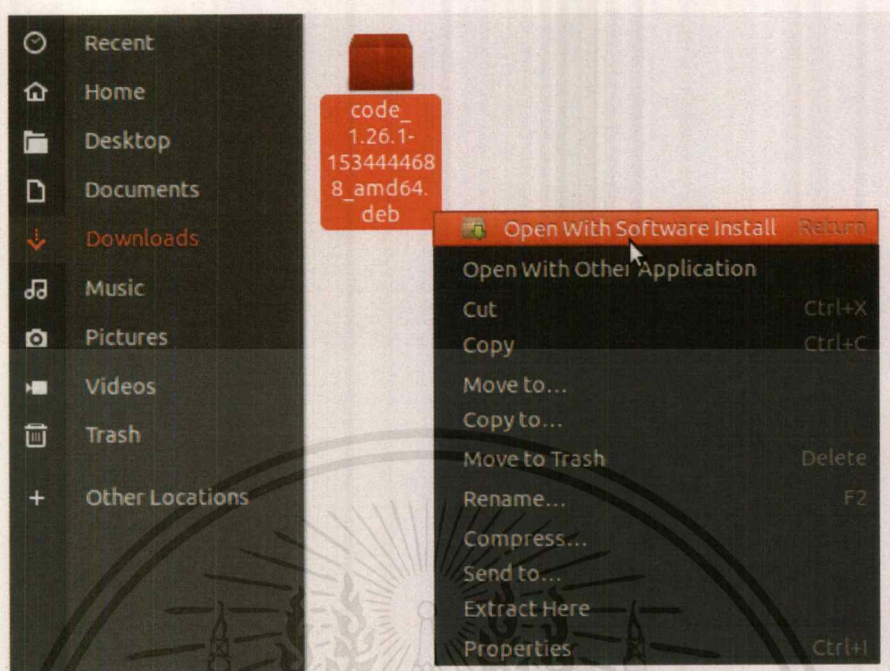 Recent
Home
Desktop
Documents
Downloads
Music
Pictures
Videos
Trash
Other Locations
code_
1.26.1-
153444468
8_amd64.
deb
Open With Software Install Return
Open With Other Application
Cut Ctrl+X
Copy Ctrl+C
Move to...
Copy to...
Move to Trash Delete
Rename... F2
Compress...
Send to...
Extract Here
Properties Ctrl+I